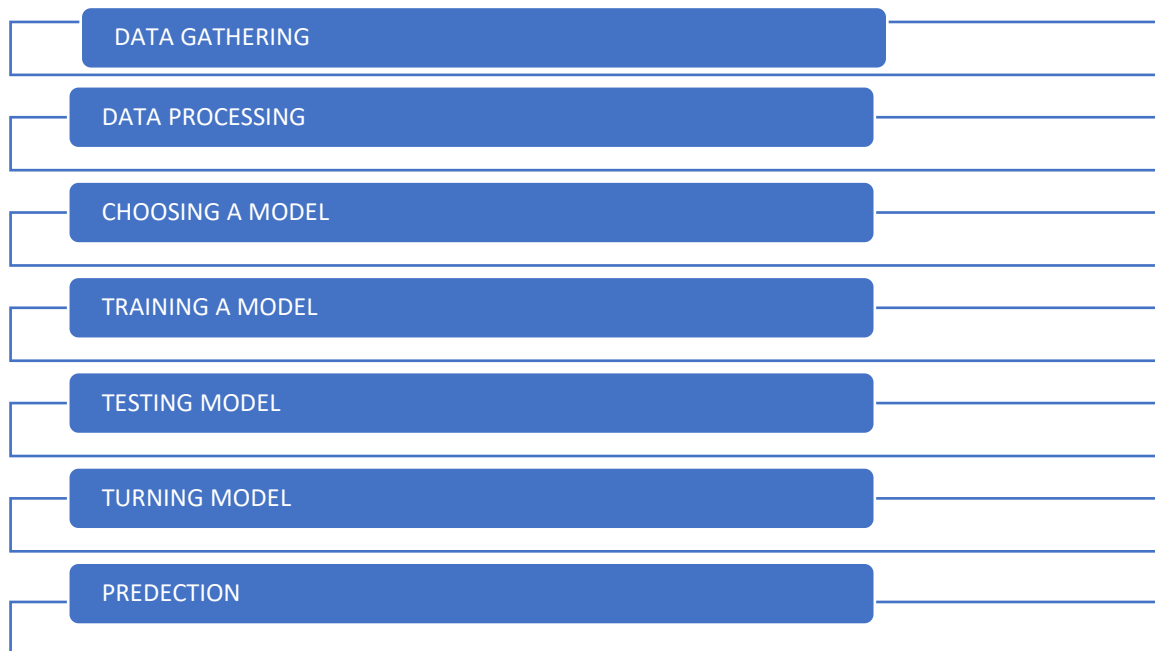 DATA GATHERING
DATA PROCESSING
CHOOSING A MODEL
TRAINING A MODEL
TESTING MODEL
TURNING MODEL
PREDECTION